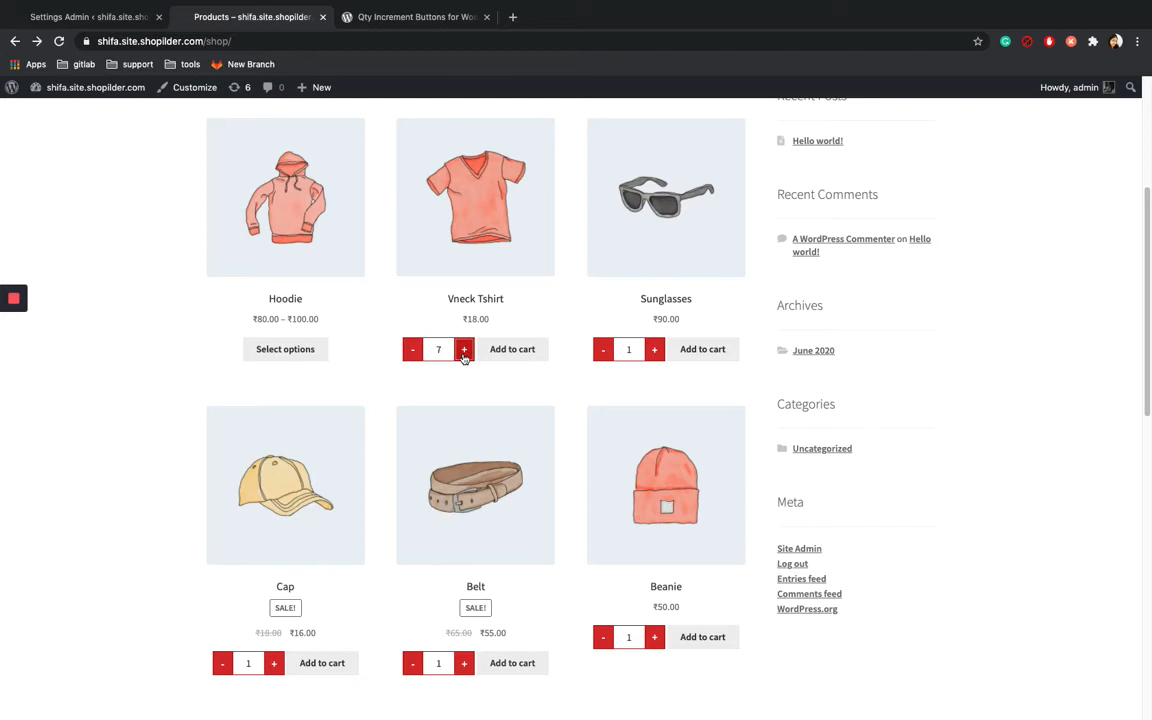 Settings Admin ‹ shifa.site.sho
Products – shifa.site.shopilder.
Qty Increment Buttons for Woo
shifa.site.shopilder.com/shop/
Apps
gitlab
support
tools
New Branch
shifa.site.shopilder.com
Customize
6
0
New
Howdy, admin
Recent Posts
Hello world!
Recent Comments
A WordPress Commenter on Hello
world!
Archives
June 2020
Categories
Uncategorized
Meta
Site Admin
Log out
Entries feed
Comments feed
WordPress.org
Hoodie
₹80.00 – ₹100.00
Select options
Vneck Tshirt
₹18.00
- 7 + Add to cart
Sunglasses
₹90.00
- 1 + Add to cart
Cap
SALE!
₹18.00 ₹16.00
- 1 + Add to cart
Belt
SALE!
₹65.00 ₹55.00
- 1 + Add to cart
Beanie
₹50.00
- 1 + Add to cart